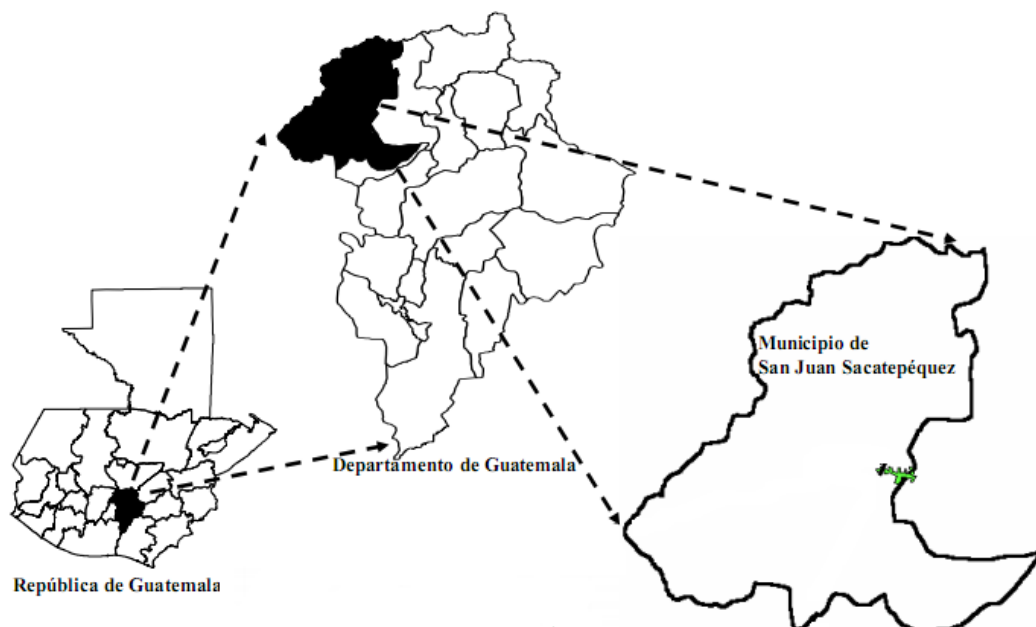 Municipio de
San Juan Sacatepéquez
Departamento de Guatemala
República de Guatemala